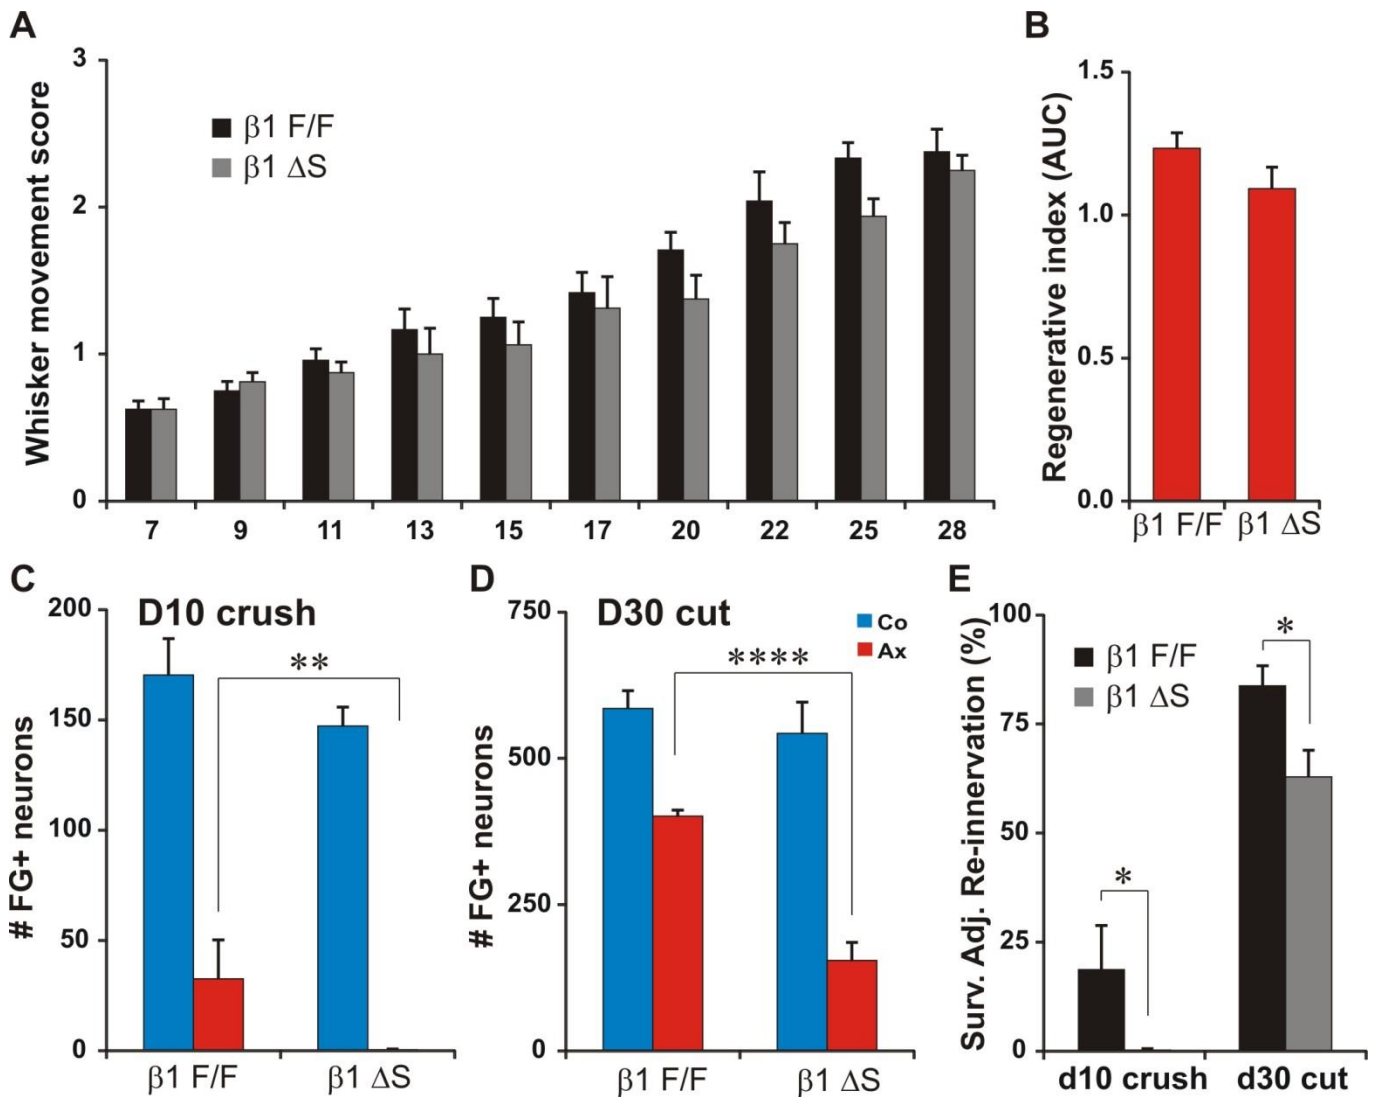 A
Whisker movement score
3
2
1
0
β1 F/F
β1 ΔS
7 9 11 13 15 17 20 22 25 28
B
Regenerative index (AUC)
1.5
1.0
0.5
0.0
β1 F/F β1 ΔS
C
D10 crush
# FG+ neurons
200
150
100
50
0
**
β1 F/F β1 ΔS
D
D30 cut
# FG+ neurons
750
500
250
0
Co
Ax
****
β1 F/F β1 ΔS
E
Surv. Adj. Re-innervation (%)
100
75
50
25
0
β1 F/F
β1 ΔS
*
*
d10 crush d30 cut